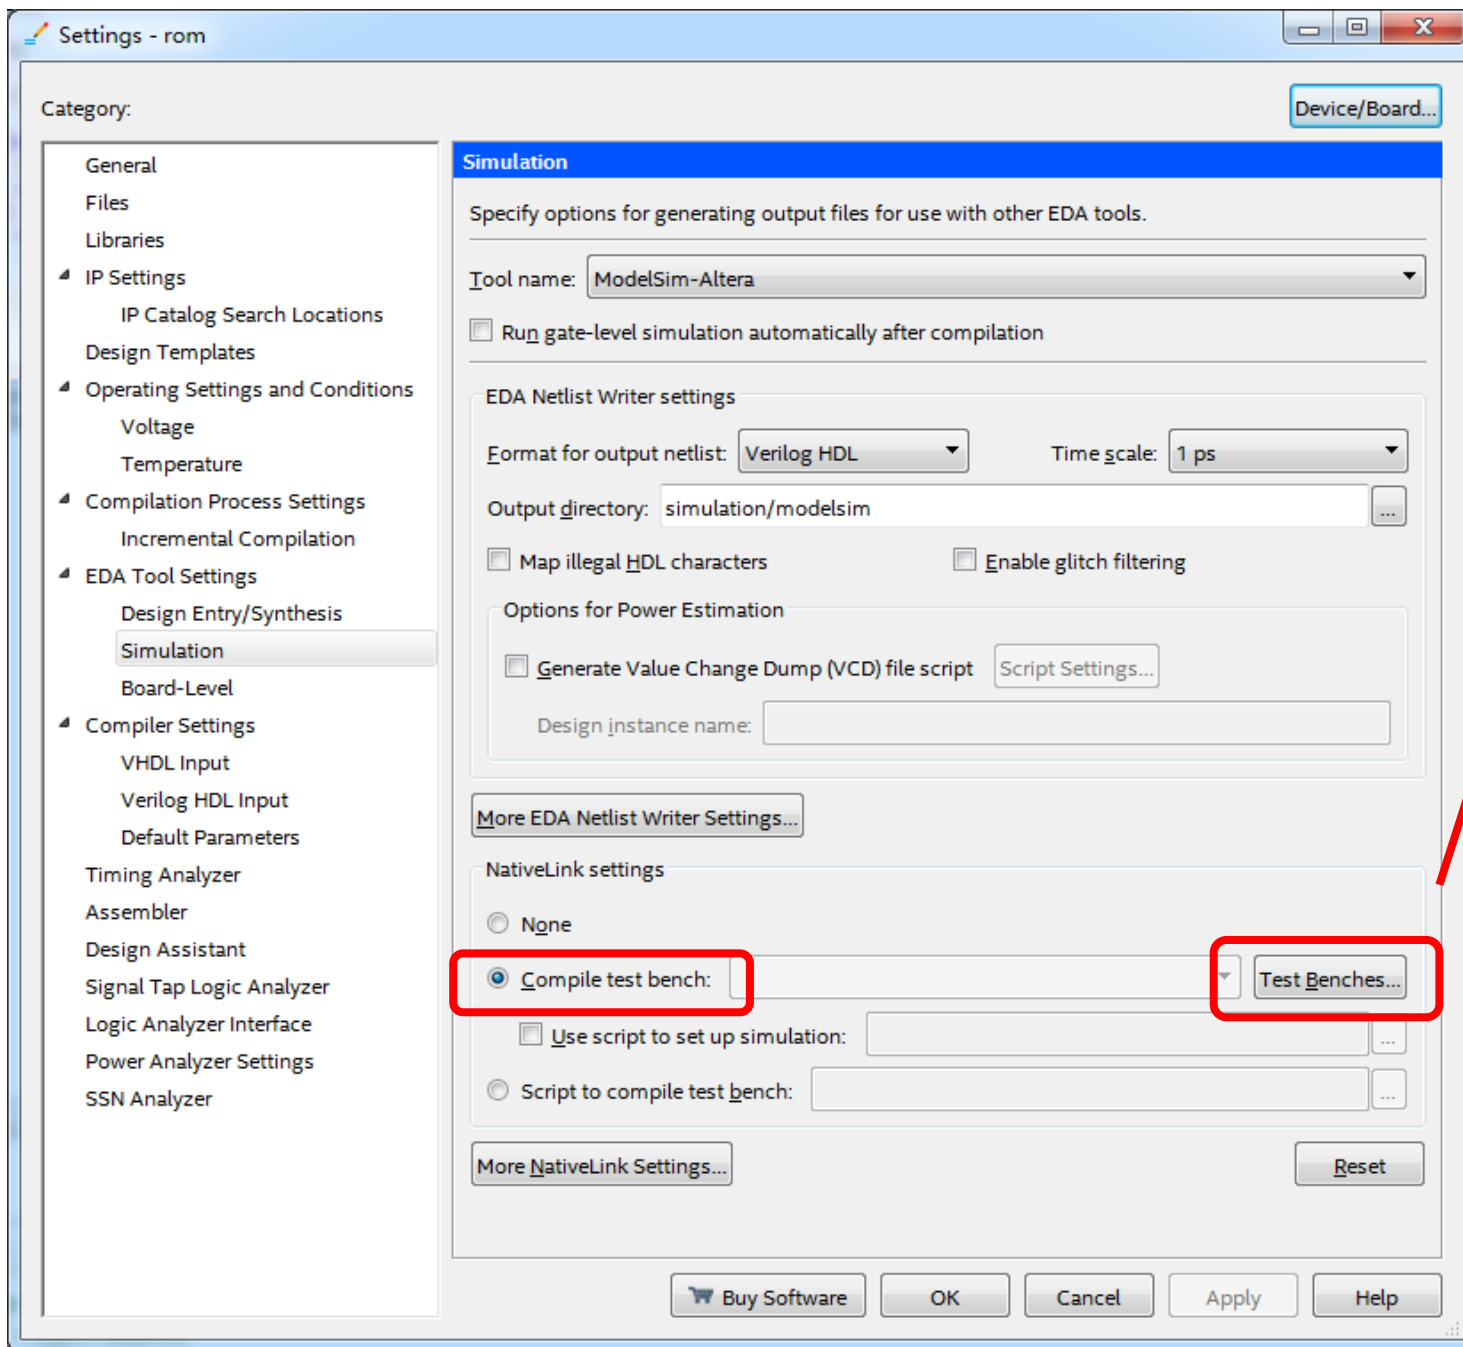 Settings - rom
Category:
Device/Board...
General
Files
Libraries
IP Settings
IP Catalog Search Locations
Design Templates
Operating Settings and Conditions
Voltage
Temperature
Compilation Process Settings
Incremental Compilation
EDA Tool Settings
Design Entry/Synthesis
Simulation
Board-Level
Compiler Settings
VHDL Input
Verilog HDL Input
Default Parameters
Timing Analyzer
Assembler
Design Assistant
Signal Tap Logic Analyzer
Logic Analyzer Interface
Power Analyzer Settings
SSN Analyzer
Simulation
Specify options for generating output files for use with other EDA tools.
Tool name: ModelSim-Altera
Run gate-level simulation automatically after compilation
EDA Netlist Writer settings
Format for output netlist: Verilog HDL Time scale: 1 ps
Output directory: simulation/modelsim ...
Map illegal HDL characters Enable glitch filtering
Options for Power Estimation
Generate Value Change Dump (VCD) file script Script Settings...
Design instance name:
More EDA Netlist Writer Settings...
NativeLink settings
None
Compile test bench: Test Benches...
Use script to set up simulation: ...
Script to compile test bench: ...
More NativeLink Settings... Reset
Buy Software OK Cancel Apply Help